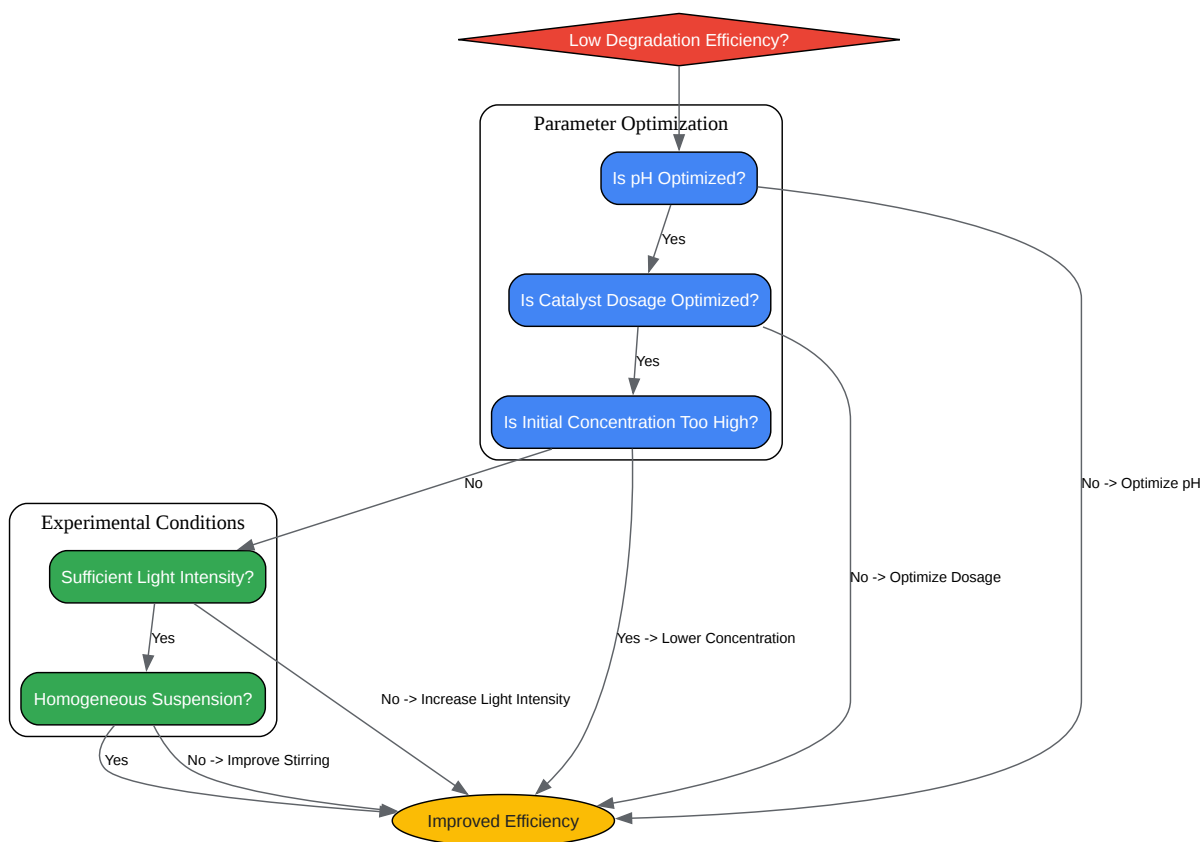 Low Degradation Efficiency?
Parameter Optimization
Is pH Optimized?
Yes
Is Catalyst Dosage Optimized?
Yes
Is Initial Concentration Too High?
No
No -> Optimize pH
Experimental Conditions
Sufficient Light Intensity?
No -> Optimize Dosage
Yes
Yes -> Lower Concentration
Homogeneous Suspension?
No -> Increase Light Intensity
Yes
No -> Improve Stirring
Improved Efficiency